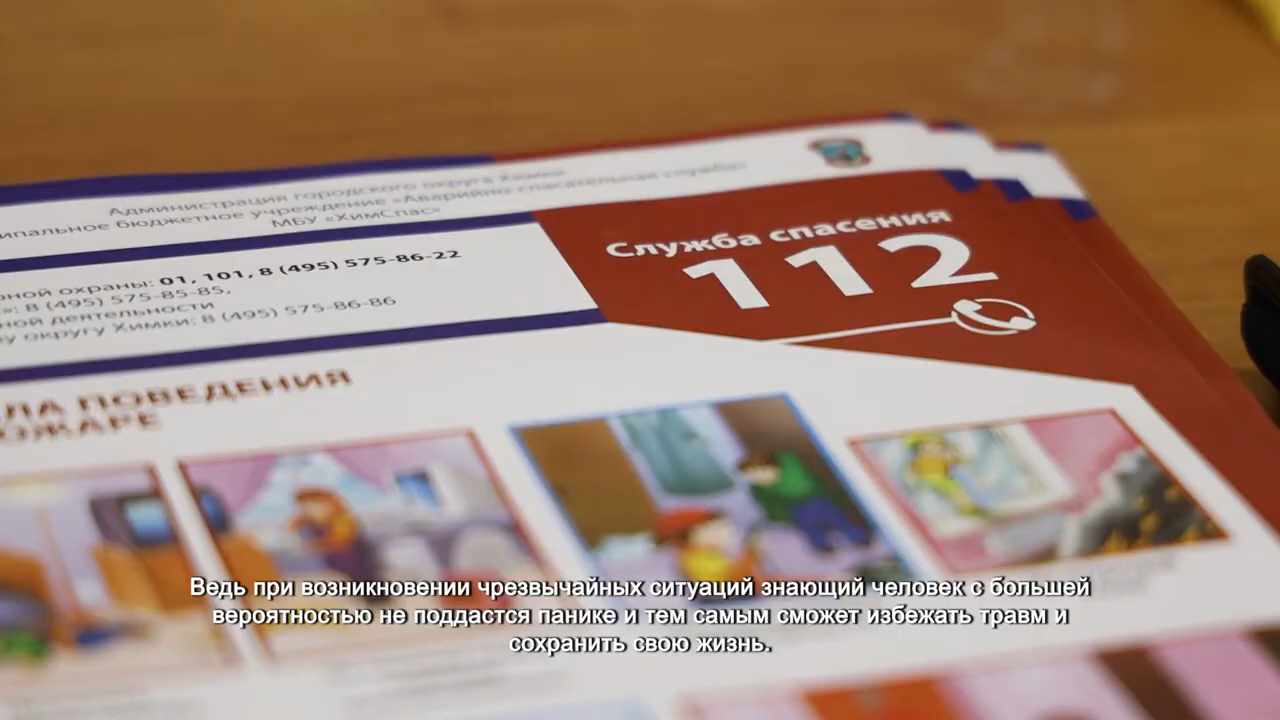 Администрация городского округа Химки
ипальное бюджетное учреждение «Аварийно-спасательная служба»
МБУ «ХимСпас»
Служба спасения
112
рной охраны: 01, 101, 8 (495) 575-86-22
»: 8 (495) 575-85-85,
ной деятельности
у округу Химки: 8 (495) 575-86-86
ЛА ПОВЕДЕНИЯ
ОЖАРЕ
Ведь при возникновении чрезвычайных ситуаций знающий человек с большей
вероятностью не поддастся панике и тем самым сможет избежать травм и
сохранить свою жизнь.